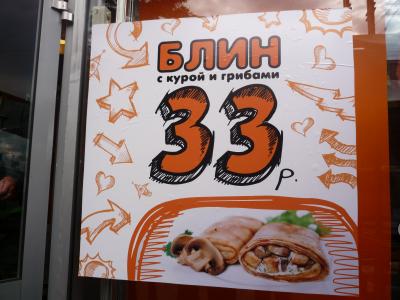 БЛИН
с курой и грибами
33 р.